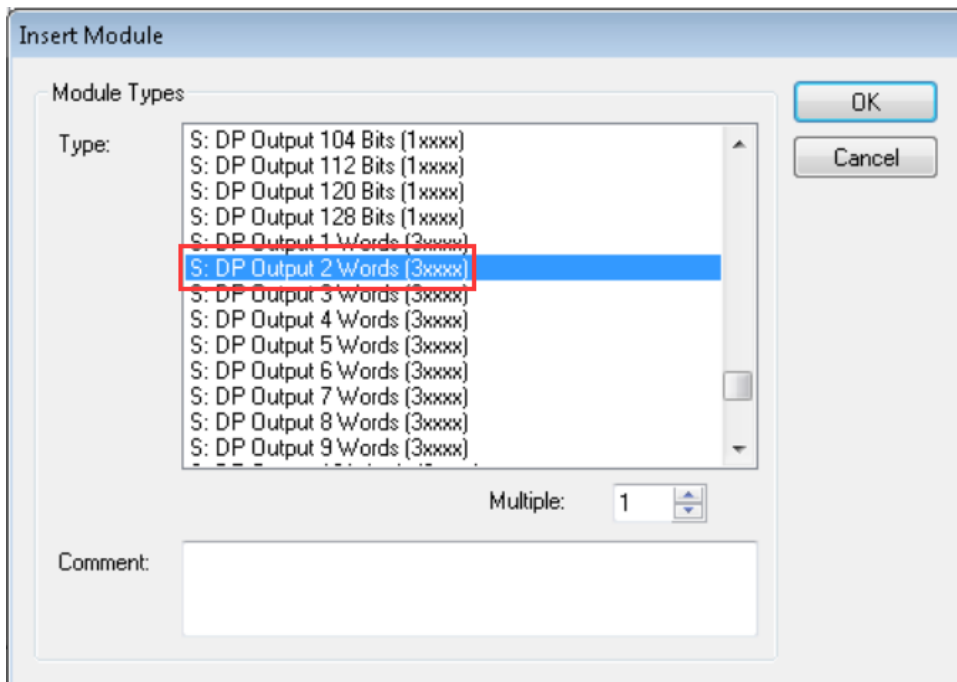 Insert Module
Module Types
Type:
S: DP Output 104 Bits (1xxxx)
S: DP Output 112 Bits (1xxxx)
S: DP Output 120 Bits (1xxxx)
S: DP Output 128 Bits (1xxxx)
S: DP Output 1 Words (3xxxx)
S: DP Output 2 Words (3xxxx)
S: DP Output 3 Words (3xxxx)
S: DP Output 4 Words (3xxxx)
S: DP Output 5 Words (3xxxx)
S: DP Output 6 Words (3xxxx)
S: DP Output 7 Words (3xxxx)
S: DP Output 8 Words (3xxxx)
S: DP Output 9 Words (3xxxx)
OK
Cancel
Multiple: 1
Comment: